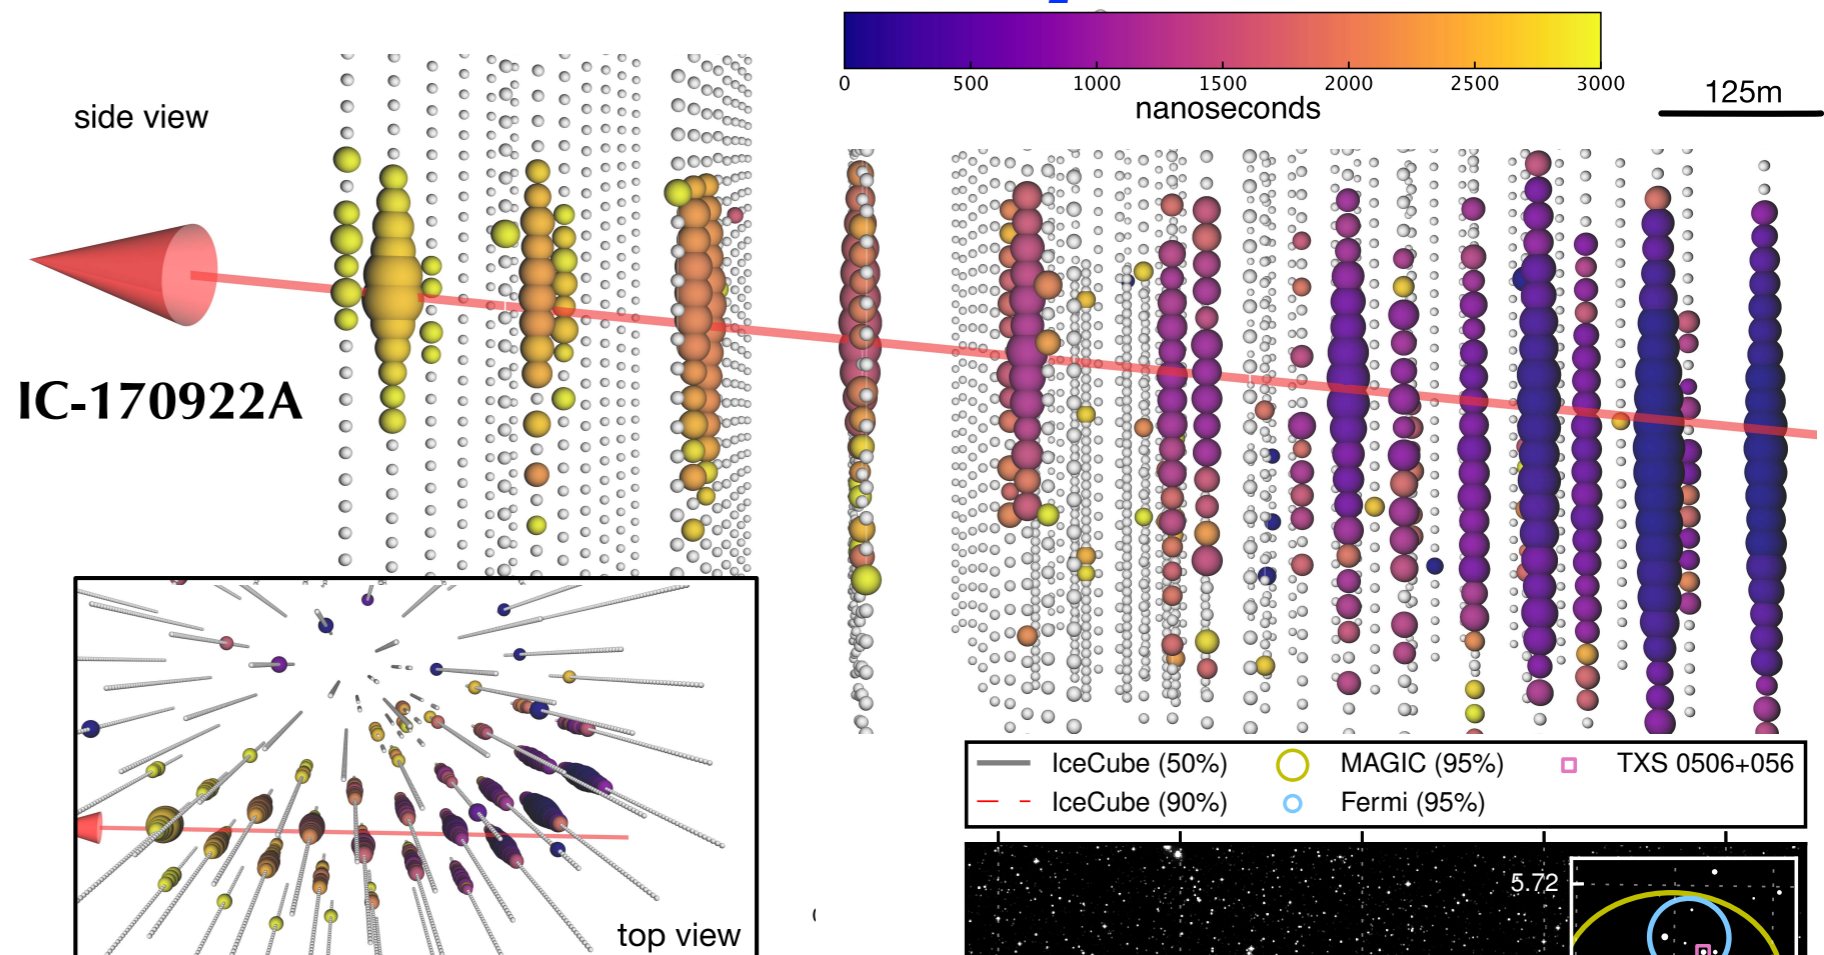 side view
0 500 1000 1500 2000 2500 3000
nanoseconds
125m
IC-170922A
top view
IceCube (50%) MAGIC (95%) TXS 0506+056
IceCube (90%) Fermi (95%)
5.72